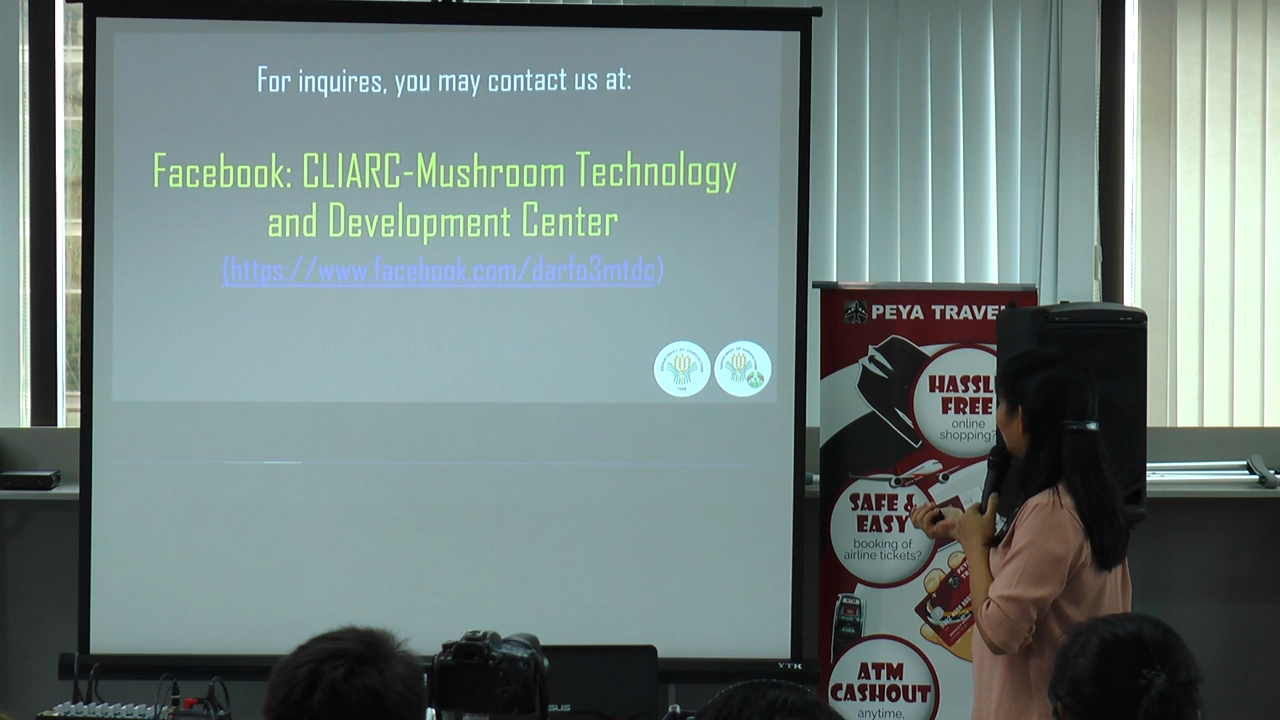 For inquires, you may contact us at:
Facebook: CLIARC-Mushroom Technology
and Development Center
(https://www.facebook.com/darfo3mtdc)
PEYA TRAVEL
HASSLE
FREE
online
shopping?
SAFE &
EASY
booking of
airline tickets?
ATM
CASHOUT
anytime,
YTK